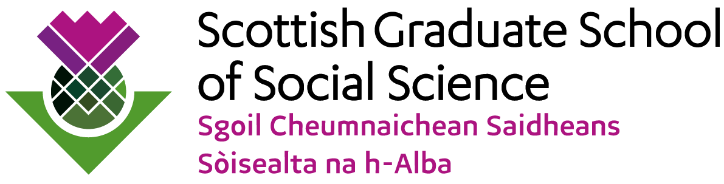 Scottish Graduate School
of Social Science
Sgoil Cheumnaichean Saidheans
Sòisealta na h-Alba